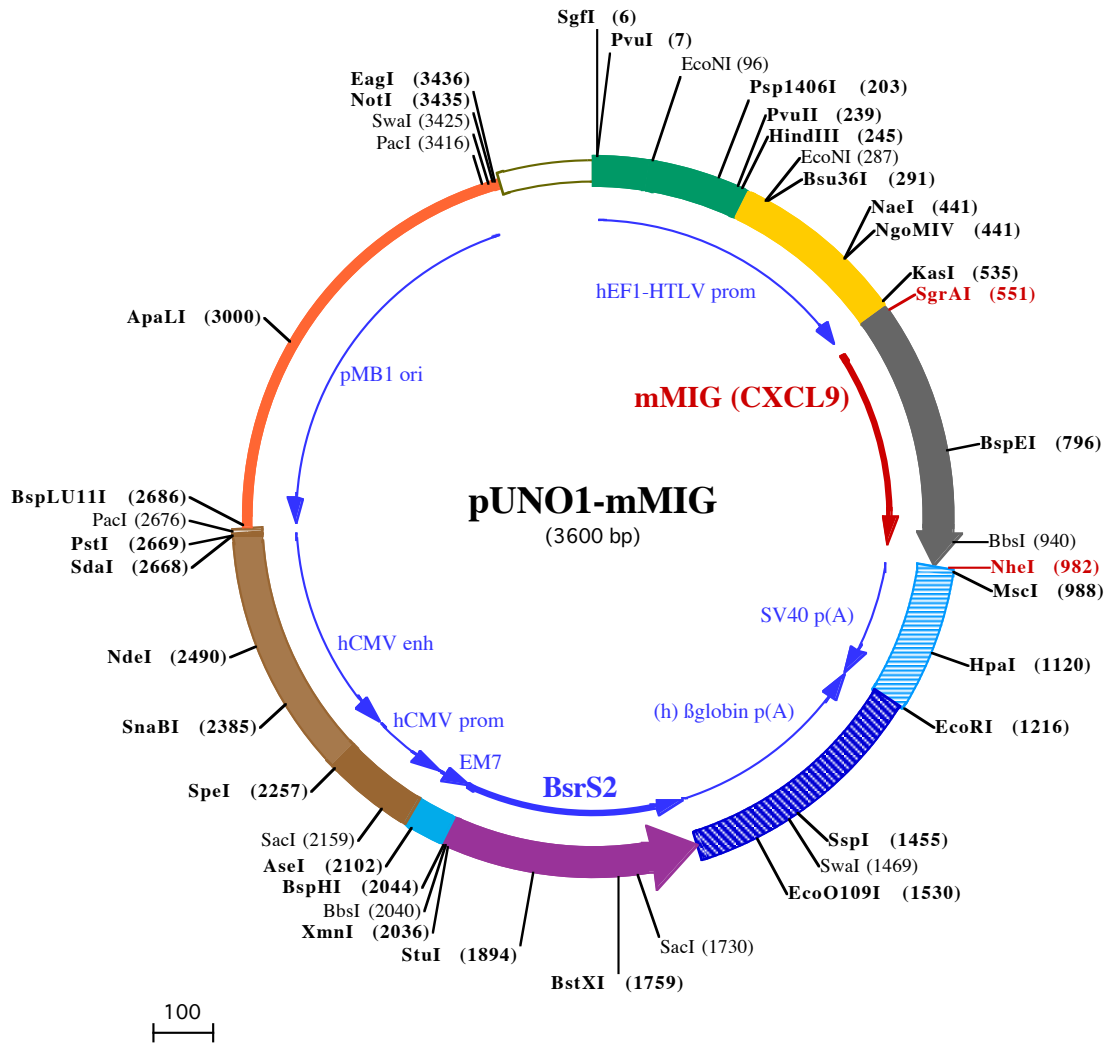 SgfI (6)
PvuI (7)
EcoNI (96)
Psp1406I (203)
PvuII (239)
HindIII (245)
EcoNI (287)
Bsu36I (291)
NaeI (441)
NgoMIV (441)
KasI (535)
SgrAI (551)
BspEI (796)
BbsI (940)
NheI (982)
MscI (988)
HpaI (1120)
EcoRI (1216)
SspI (1455)
SwaI (1469)
EcoO109I (1530)
SacI (1730)
BstXI (1759)
StuI (1894)
XmnI (2036)
BbsI (2040)
BspHI (2044)
AseI (2102)
SacI (2159)
SpeI (2257)
SnaBI (2385)
NdeI (2490)
SdaI (2668)
PstI (2669)
PacI (2676)
BspLU11I (2686)
ApaLI (3000)
PacI (3416)
SwaI (3425)
NotI (3435)
EagI (3436)
hEF1-HTLV prom
mMIG (CXCL9)
SV40 p(A)
(h) ßglobin p(A)
BsrS2
EM7
hCMV prom
hCMV enh
pMB1 ori
pUNO1-mMIG
(3600 bp)
100